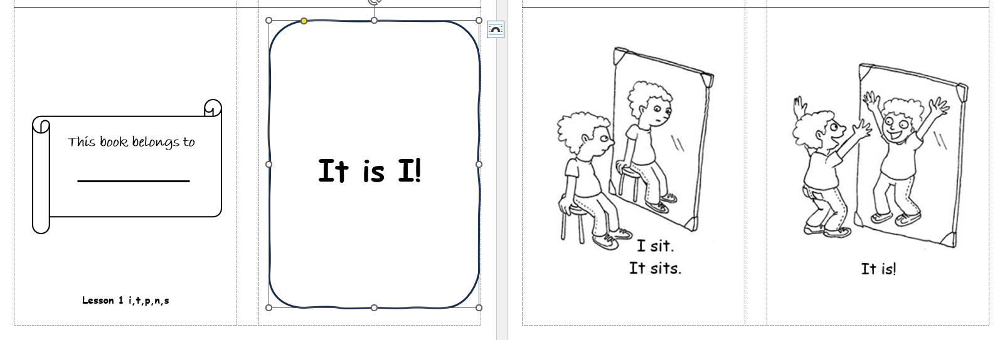 This book belongs to
Lesson 1 i,t,p,n,s
It is I!
I sit.
It sits.
It is!